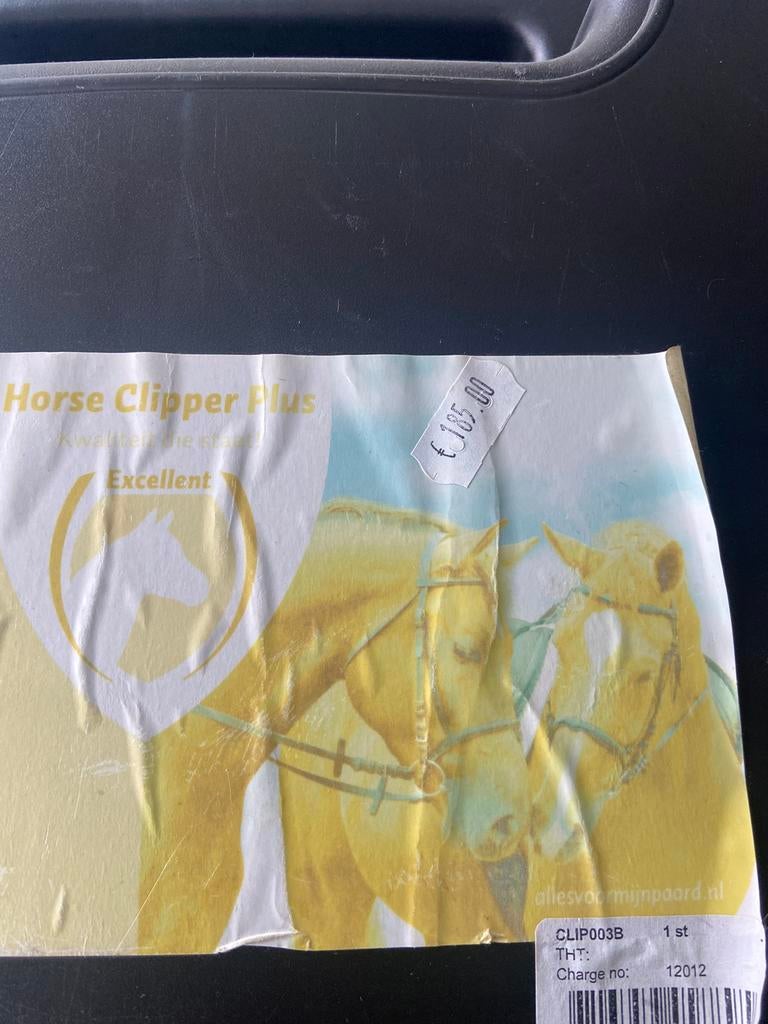 Horse Clipper Plus
Kwaliteit die staat!
Excellent
€ 185.00
allesvoormijnpaard.nl
CLIP003B 1 st
THT:
Charge no: 12012